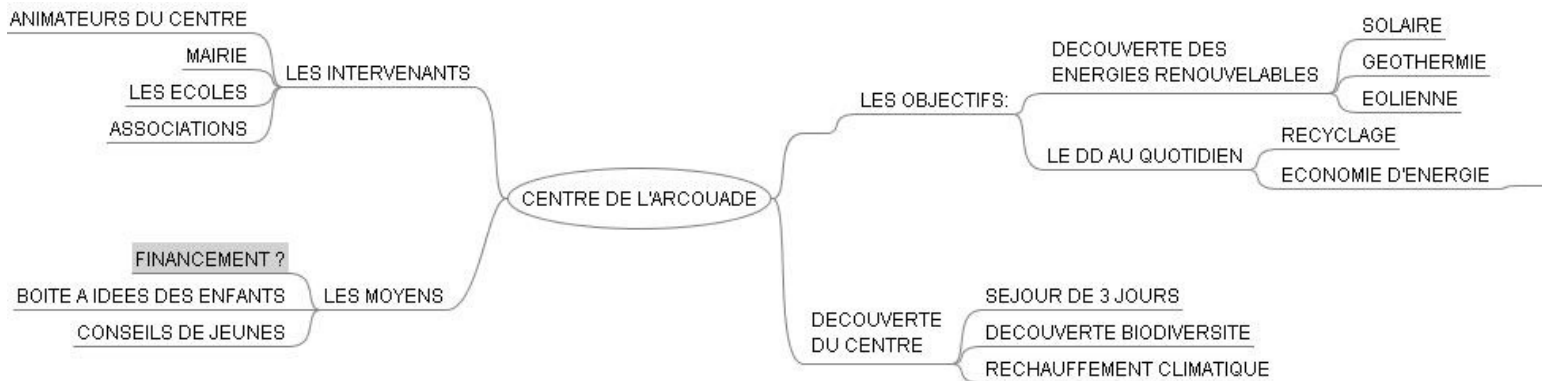 ANIMATEURS DU CENTRE
MAIRIE
LES ECOLES
ASSOCIATIONS
LES INTERVENANTS
FINANCEMENT ?
BOITE A IDEES DES ENFANTS
CONSEILS DE JEUNES
LES MOYENS
CENTRE DE L'ARCOUADE
LES OBJECTIFS:
DECOUVERTE DES
ENERGIES RENOUVELABLES
SOLAIRE
GEOTHERMIE
EOLIENNE
LE DD AU QUOTIDIEN
RECYCLAGE
ECONOMIE D'ENERGIE
DECOUVERTE
DU CENTRE
SEJOUR DE 3 JOURS
DECOUVERTE BIODIVERSITE
RECHAUFFEMENT CLIMATIQUE